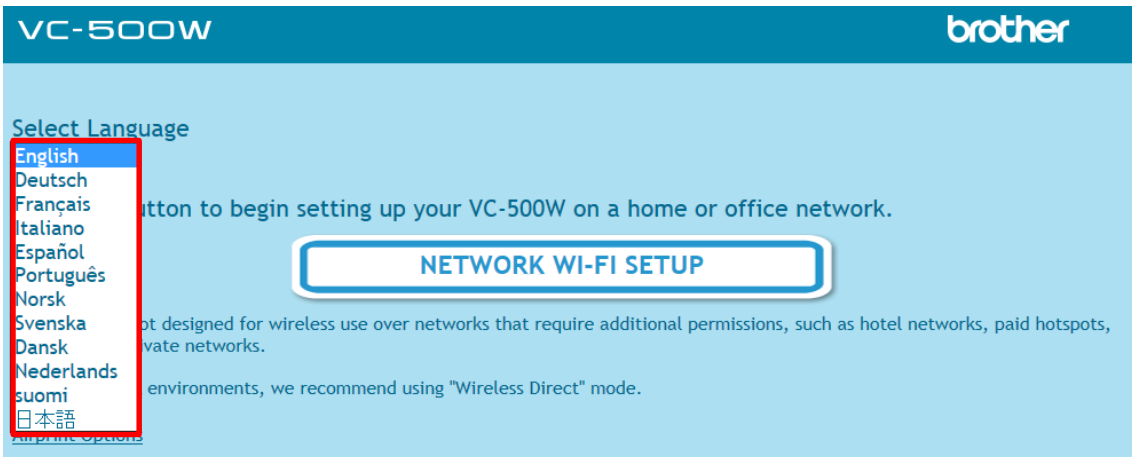 VC-500W
brother
Select Language
English
Deutsch
Français
Italiano
Español
Português
Norsk
Svenska
Dansk
Nederlands
suomi
日本語
to begin setting up your VC-500W on a home or office network.
NETWORK WI-FI SETUP
designed for wireless use over networks that require additional permissions, such as hotel networks, paid hotspots,
networks.
environments, we recommend using "Wireless Direct" mode.
Airprint Options